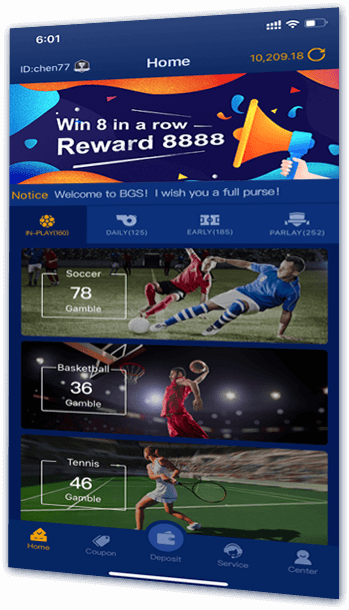 6:01
ID:chen77
Home
10,209.18
Win 8 in a row
Reward 8888
Notice Welcome to BGS! I wish you a full purse!
IN-PLAY(160)
DAILY(125)
EARLY(185)
PARLAY(252)
Soccer
78
Gamble
Basketball
36
Gamble
Tennis
46
Gamble
Home
Coupon
Deposit
Service
Center